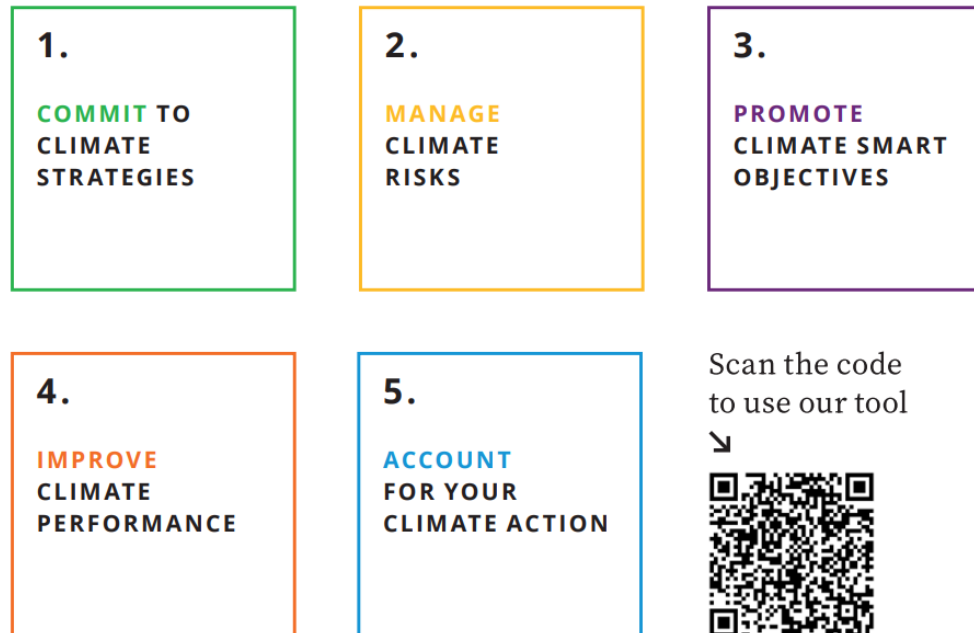 1.
COMMIT TO
CLIMATE
STRATEGIES
2.
MANAGE
CLIMATE
RISKS
3.
PROMOTE
CLIMATE SMART
OBJECTIVES
4.
IMPROVE
CLIMATE
PERFORMANCE
5.
ACCOUNT
FOR YOUR
CLIMATE ACTION
Scan the code
to use our tool